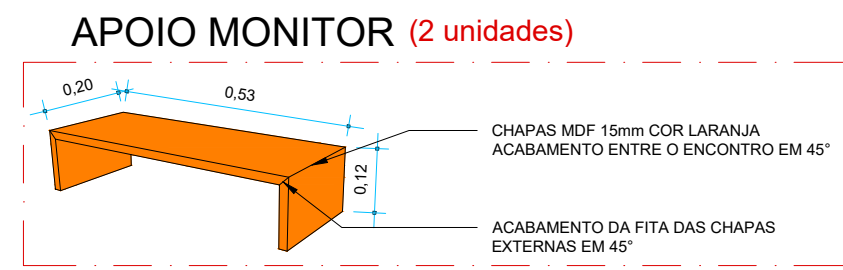 APOIO MONITOR (2 unidades)
0,20
0,53
CHAPAS MDF 15mm COR LARANJA
ACABAMENTO ENTRE O ENCONTRO EM 45°
0,12
ACABAMENTO DA FITA DAS CHAPAS
EXTERNAS EM 45°